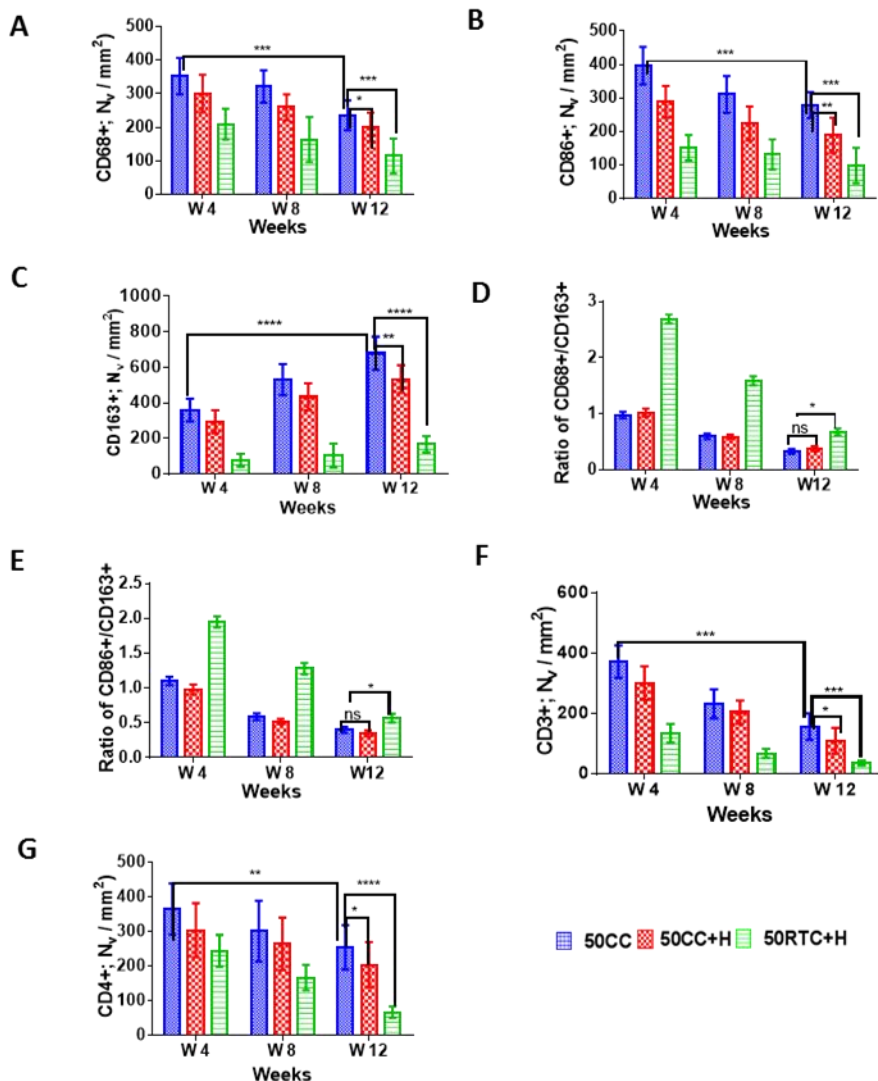 A
CD68+; Nv / mm²)
500
400
300
200
100
0
***
***
*
W 4
W 8
W 12
Weeks
B
CD86+; Nv / mm²)
500
400
300
200
100
0
***
***
**
W 4
W 8
W 12
Weeks
C
CD163+; Nv / mm²)
1000
800
600
400
200
0
****
****
**
W 4
W 8
W 12
Weeks
D
Ratio of CD68+/CD163+
3
2
1
0
*
ns
W 4
W 8
W12
Weeks
E
Ratio of CD86+/CD163+
2.5
2.0
1.5
1.0
0.5
0.0
*
ns
W 4
W 8
W12
Weeks
F
CD3+; Nv / mm²)
600
400
200
0
***
***
*
W 4
W 8
W 12
Weeks
G
CD4+; Nv / mm²)
500
400
300
200
100
0
**
****
*
W 4
W 8
W 12
Weeks
50CC 50CC+H 50RTC+H